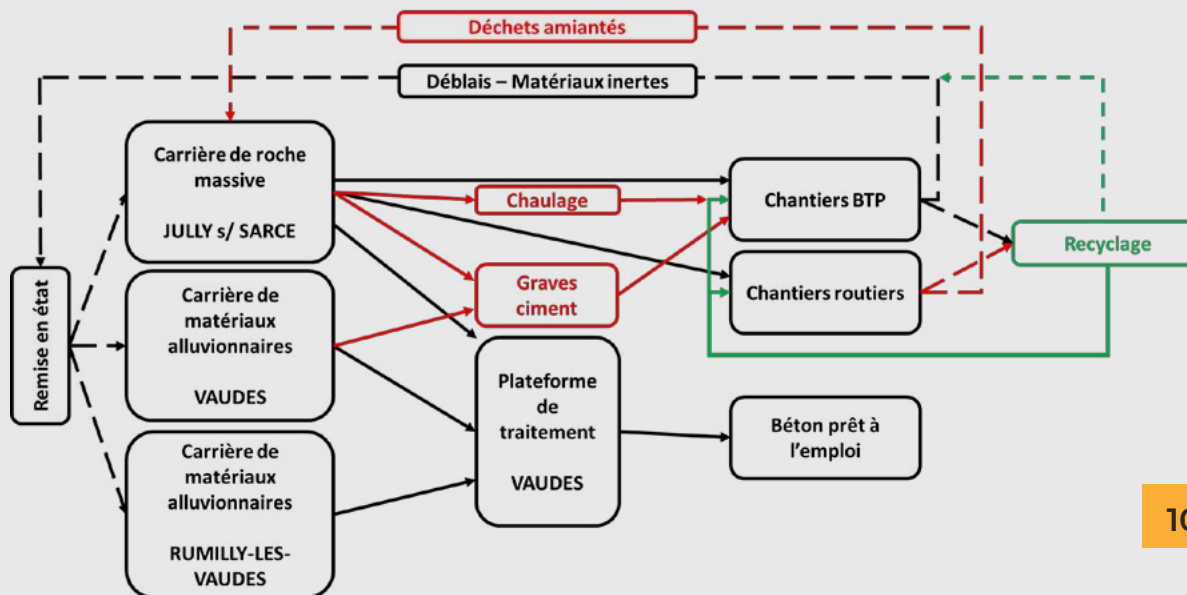 Déchets amiantés
Déblais – Matériaux inertes
Remise en état
Carrière de roche
massive
JULLY s/ SARCE
Carrière de
matériaux
alluvionnaires
VAUDES
Carrière de
matériaux
alluvionnaires
RUMILLY-LES-
VAUDES
Chaulage
Graves
ciment
Plateforme
de
traitement
VAUDES
Chantiers BTP
Chantiers routiers
Béton prêt à
l'emploi
Recyclage